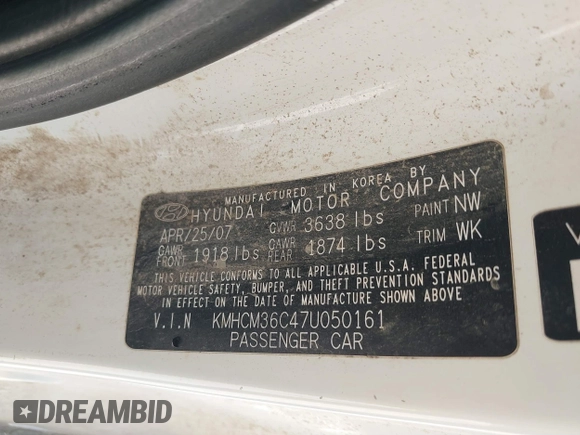 MANUFACTURED IN KOREA BY
HYUNDAI MOTOR COMPANY
APR/25/07 GVWR 3638 lbs PAINT NW
GAWR FRONT 1918 lbs GAWR REAR 1874 lbs TRIM WK
THIS VEHICLE CONFORMS TO ALL APPLICABLE U.S.A. FEDERAL
MOTOR VEHICLE SAFETY, BUMPER, AND THEFT PREVENTION STANDARDS
IN EFFECT ON THE DATE OF MANUFACTURE SHOWN ABOVE
V.I.N KMHCM36C47U050161
PASSENGER CAR
V
DREAMBID